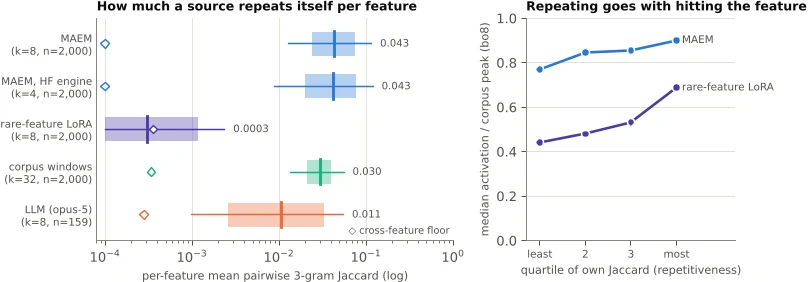 How much a source repeats itself per feature
MAEM
(k=8, n=2,000)
0.043
MAEM, HF engine
(k=4, n=2,000)
0.043
rare-feature LoRA
(k=8, n=2,000)
0.0003
corpus windows
(k=32, n=2,000)
0.030
LLM (opus-5)
(k=8, n=159)
0.011
cross-feature floor
10⁻⁴ 10⁻³ 10⁻² 10⁻¹ 10⁰
per-feature mean pairwise 3-gram Jaccard (log)
Repeating goes with hitting the feature
median activation / corpus peak (bo8)
1.0
0.8
0.6
0.4
0.2
0.0
MAEM
rare-feature LoRA
least 2 3 most
quartile of own Jaccard (repetitiveness)